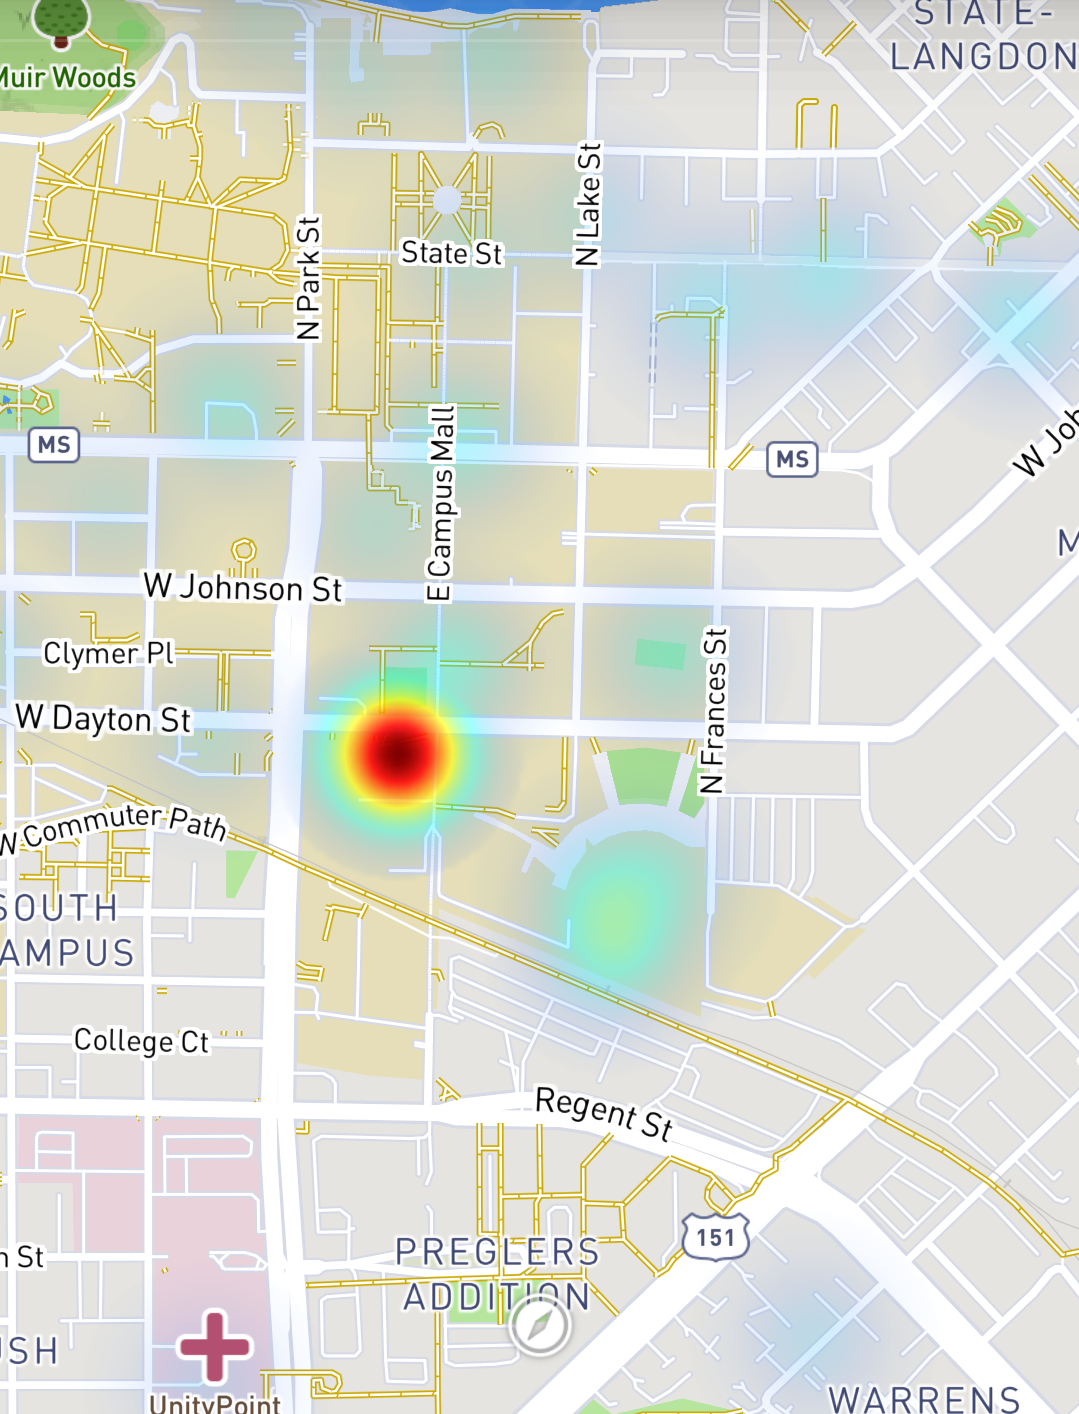 STATE-
LANGDON
Muir Woods
N Lake St
N Park St
State St
MS
MS
W Joh
E Campus Mall
M
W Johnson St
Clymer Pl
N Frances St
W Dayton St
W Commuter Path
SOUTH
AMPUS
College Ct
Regent St
151
PREGLERS
ADDITION
n St
USH
UnityPoint
WARRENS